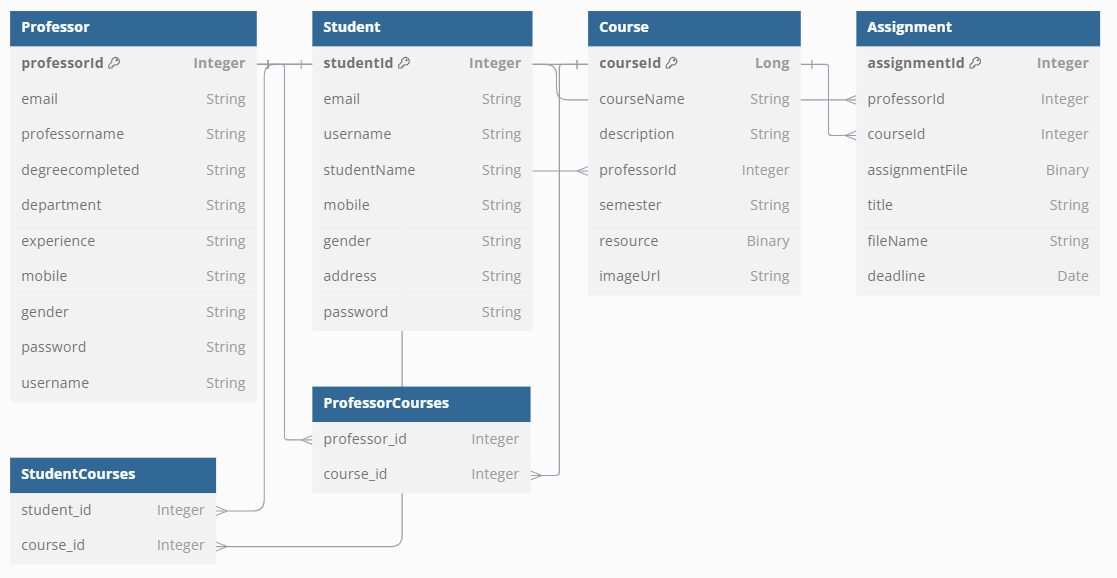 Professor
professorId Integer
email String
professorname String
degreecompleted String
department String
experience String
mobile String
gender String
password String
username String
Student
studentId Integer
email String
username String
studentName String
mobile String
gender String
address String
password String
Course
courseId Long
courseName String
description String
professorId Integer
semester String
resource Binary
imageUrl String
Assignment
assignmentId Integer
professorId Integer
courseId Integer
assignmentFile Binary
title String
fileName String
deadline Date
ProfessorCourses
professor_id Integer
course_id Integer
StudentCourses
student_id Integer
course_id Integer